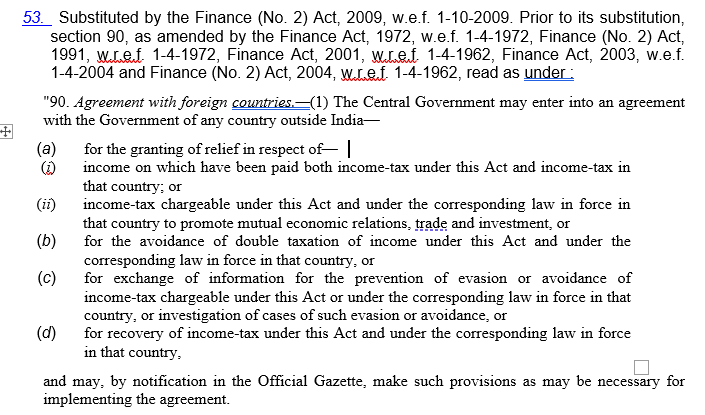 53. Substituted by the Finance (No. 2) Act, 2009, w.e.f. 1-10-2009. Prior to its substitution,
section 90, as amended by the Finance Act, 1972, w.e.f. 1-4-1972, Finance (No. 2) Act,
1991, w.r.e.f. 1-4-1972, Finance Act, 2001, w.r.e.f. 1-4-1962, Finance Act, 2003, w.e.f.
1-4-2004 and Finance (No. 2) Act, 2004, w.r.e.f. 1-4-1962, read as under :
"90. Agreement with foreign countries.—(1) The Central Government may enter into an agreement
with the Government of any country outside India—
(a) for the granting of relief in respect of—
(i) income on which have been paid both income-tax under this Act and income-tax in
that country; or
(ii) income-tax chargeable under this Act and under the corresponding law in force in
that country to promote mutual economic relations, trade and investment, or
(b) for the avoidance of double taxation of income under this Act and under the
corresponding law in force in that country, or
(c) for exchange of information for the prevention of evasion or avoidance of
income-tax chargeable under this Act or under the corresponding law in force in that
country, or investigation of cases of such evasion or avoidance, or
(d) for recovery of income-tax under this Act and under the corresponding law in force
in that country,
and may, by notification in the Official Gazette, make such provisions as may be necessary for
implementing the agreement.